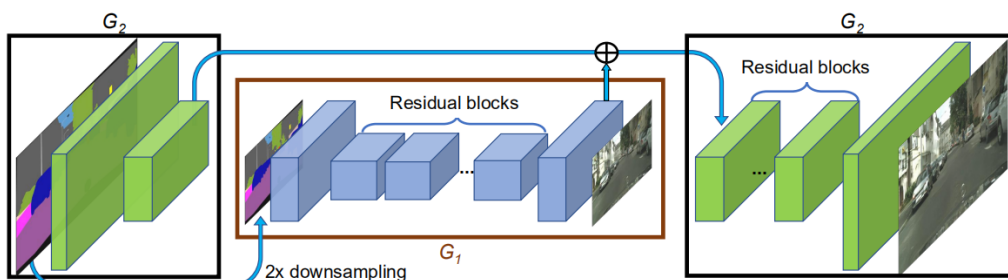 G₂
G₂
Residual blocks
Residual blocks
...
...
G₁
2x downsampling